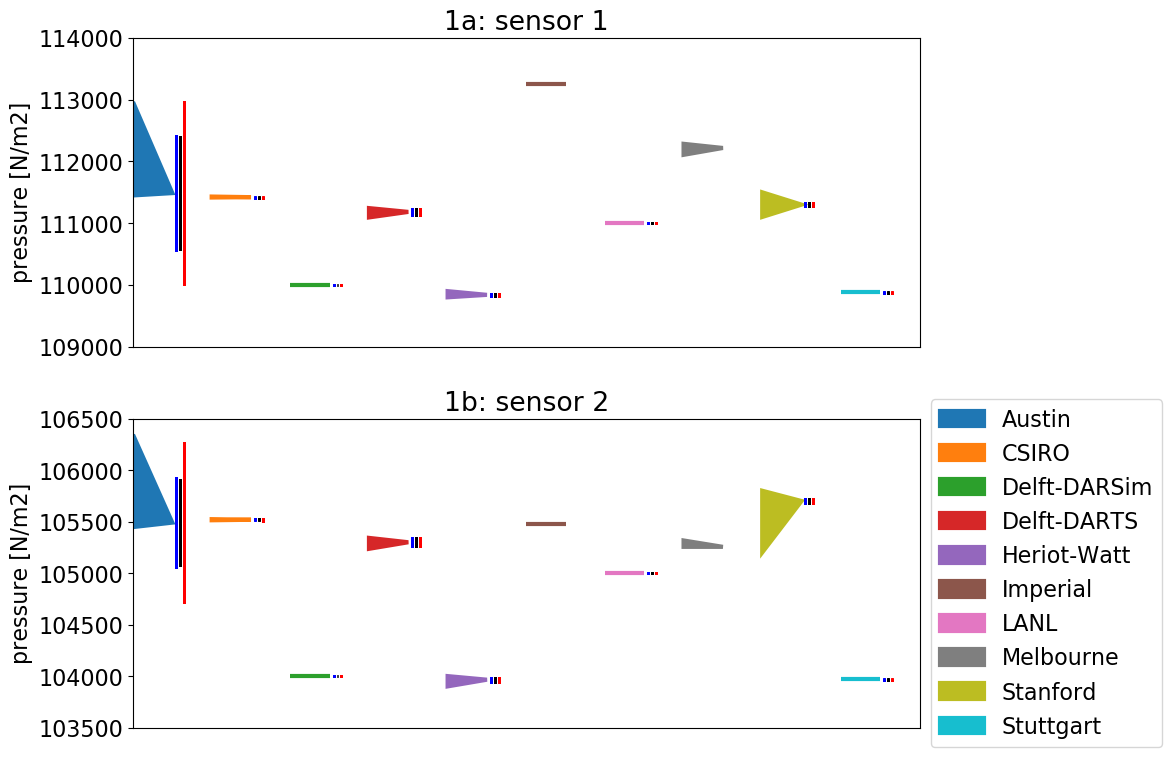 1a: sensor 1
pressure [N/m2]
114000
113000
112000
111000
110000
109000
1b: sensor 2
pressure [N/m2]
106500
106000
105500
105000
104500
104000
103500
Austin
CSIRO
Delft-DARSim
Delft-DARTS
Heriot-Watt
Imperial
LANL
Melbourne
Stanford
Stuttgart